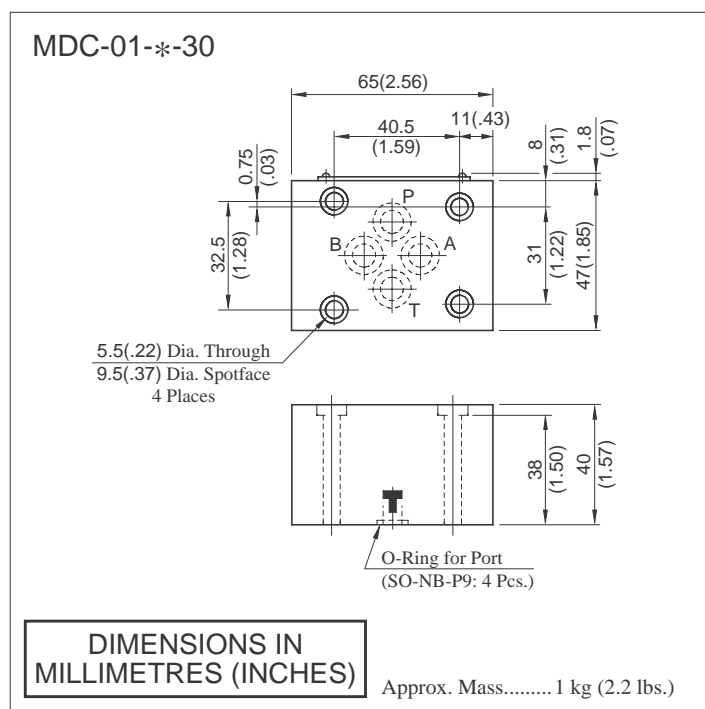 MDC-01-*-30
65(2.56)
40.5
(1.59)
11(.43)
0.75
(.03)
8
(.31)
1.8
(.07)
P
B
A
T
32.5
(1.28)
31
(1.22)
47(1.85)
5.5(.22) Dia. Through
9.5(.37) Dia. Spotface
4 Places
T
38
(1.50)
40
(1.57)
O-Ring for Port
(SO-NB-P9: 4 Pcs.)
DIMENSIONS IN
MILLIMETRES (INCHES)
Approx. Mass......... 1 kg (2.2 lbs.)